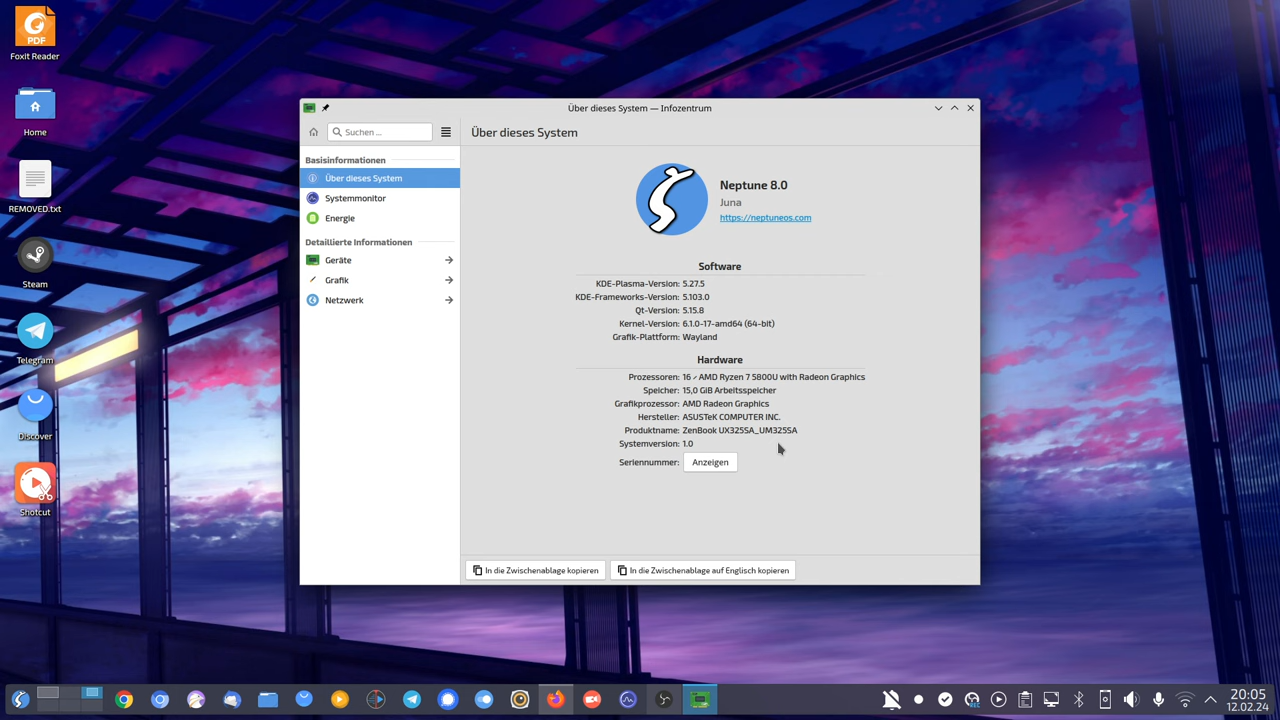 Foxit Reader
Home
REMOVED.txt
Steam
Telegram
Discover
Shotcut
PDF
Über dieses System — Infozentrum
Suchen ...
Über dieses System
Basisinformationen
Über dieses System
Systemmonitor
Energie
Detaillierte Informationen
Geräte
Grafik
Netzwerk
Neptune 8.0
Juna
https://neptuneos.com
Software
KDE-Plasma-Version: 5.27.5
KDE-Frameworks-Version: 5.103.0
Qt-Version: 5.15.8
Kernel-Version: 6.1.0-17-amd64 (64-bit)
Grafik-Plattform: Wayland
Hardware
Prozessoren: 16 × AMD Ryzen 7 5800U with Radeon Graphics
Speicher: 15,0 GiB Arbeitsspeicher
Grafikprozessor: AMD Radeon Graphics
Hersteller: ASUSTeK COMPUTER INC.
Produktname: ZenBook UX325SA_UM325SA
Systemversion: 1.0
Seriennummer: Anzeigen
In die Zwischenablage kopieren
In die Zwischenablage auf Englisch kopieren
REC
20:05
12.02.24